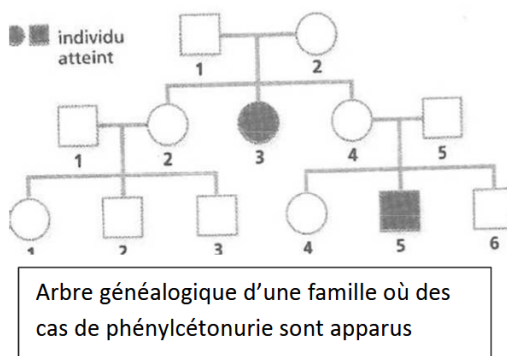 individu
atteint
1 2
1 2 3 4 5
1 2 3 4 5 6
Arbre généalogique d’une famille où des
cas de phénylcétonurie sont apparus